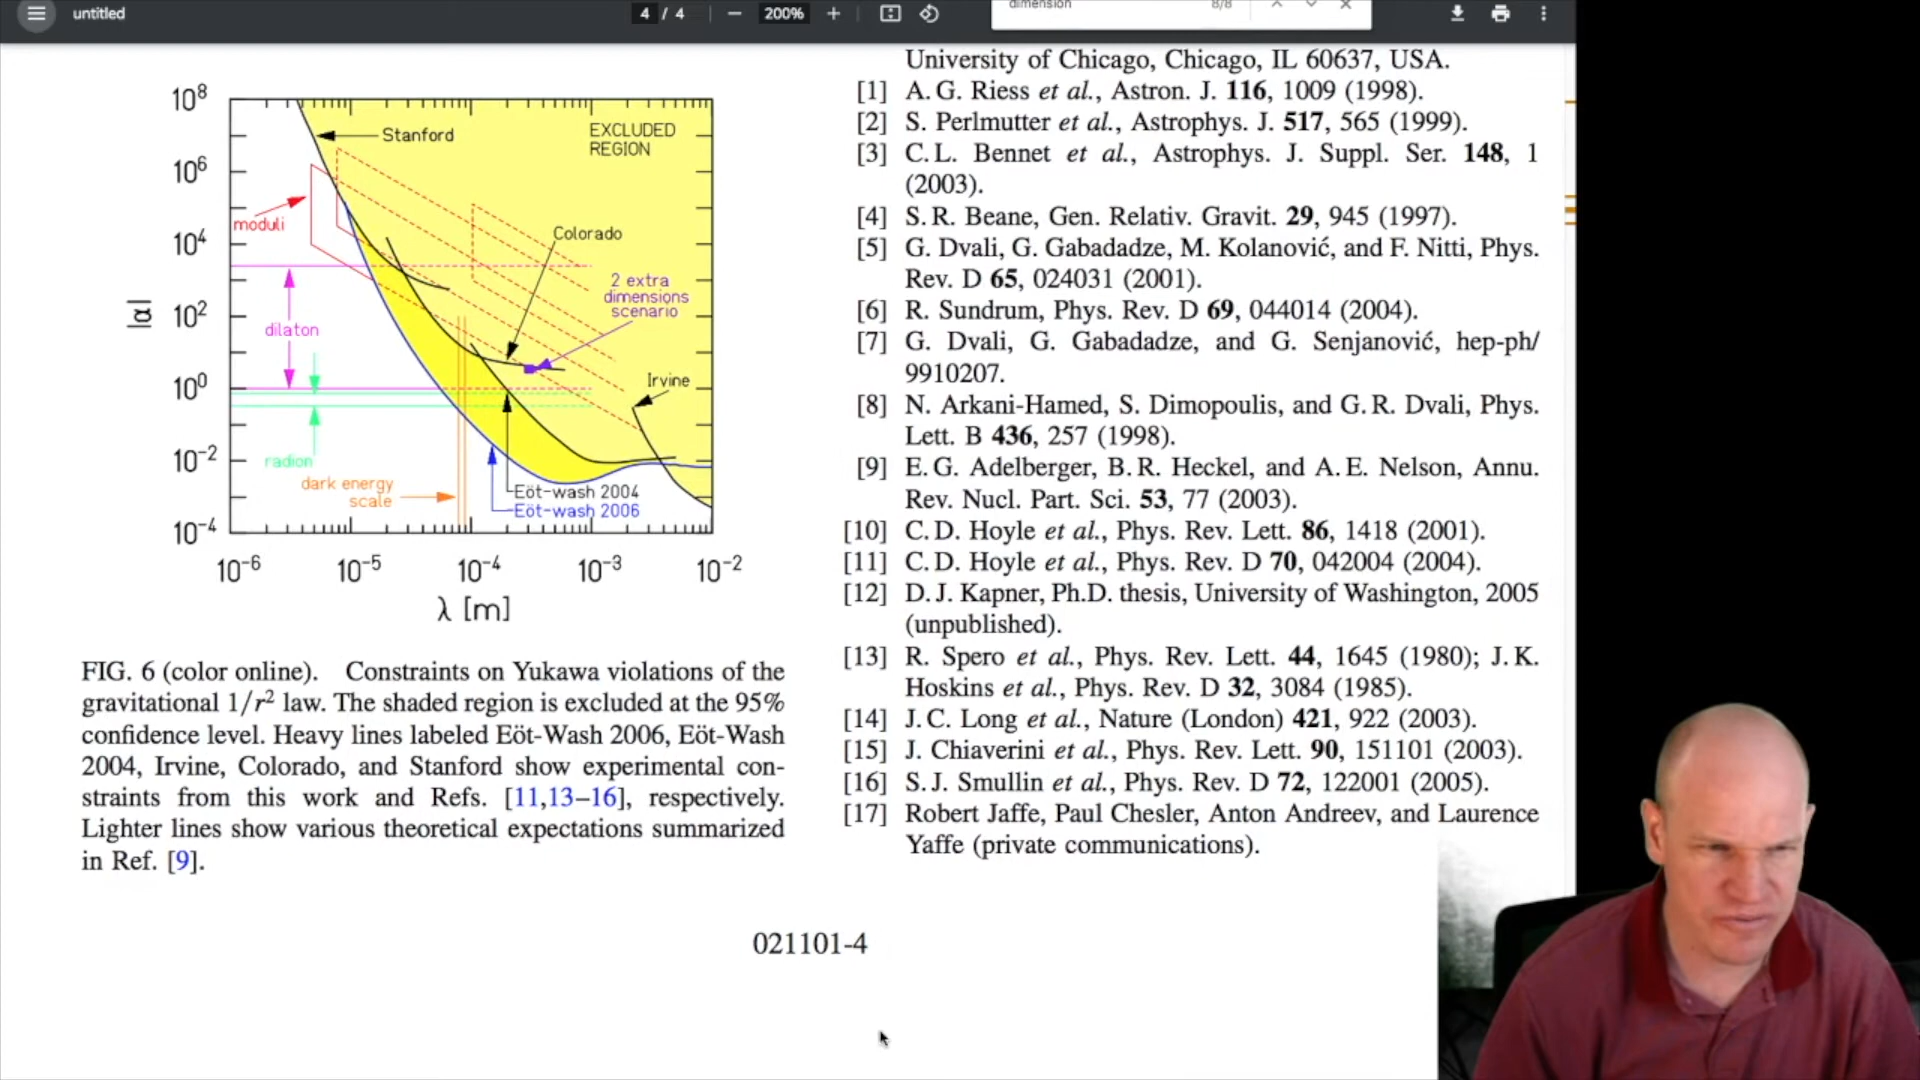 untitled
4 / 4
200%
dimension
8/8
10⁸
10⁶
10⁴
10²
10⁰
10⁻²
10⁻⁴
|α|
Stanford
EXCLUDED
REGION
moduli
Colorado
2 extra
dimensions
scenario
dilaton
Irvine
radion
dark energy
scale
Eöt-wash 2004
Eöt-wash 2006
10⁻⁶ 10⁻⁵ 10⁻⁴ 10⁻³ 10⁻²
λ [m]
FIG. 6 (color online). Constraints on Yukawa violations of the
gravitational 1/r² law. The shaded region is excluded at the 95%
confidence level. Heavy lines labeled Eöt-Wash 2006, Eöt-Wash
2004, Irvine, Colorado, and Stanford show experimental con-
straints from this work and Refs. [11,13–16], respectively.
Lighter lines show various theoretical expectations summarized
in Ref. [9].
University of Chicago, Chicago, IL 60637, USA.
[1] A. G. Riess et al., Astron. J. 116, 1009 (1998).
[2] S. Perlmutter et al., Astrophys. J. 517, 565 (1999).
[3] C. L. Bennet et al., Astrophys. J. Suppl. Ser. 148, 1
(2003).
[4] S. R. Beane, Gen. Relativ. Gravit. 29, 945 (1997).
[5] G. Dvali, G. Gabadadze, M. Kolanović, and F. Nitti, Phys.
Rev. D 65, 024031 (2001).
[6] R. Sundrum, Phys. Rev. D 69, 044014 (2004).
[7] G. Dvali, G. Gabadadze, and G. Senjanović, hep-ph/
9910207.
[8] N. Arkani-Hamed, S. Dimopoulis, and G. R. Dvali, Phys.
Lett. B 436, 257 (1998).
[9] E. G. Adelberger, B. R. Heckel, and A. E. Nelson, Annu.
Rev. Nucl. Part. Sci. 53, 77 (2003).
[10] C. D. Hoyle et al., Phys. Rev. Lett. 86, 1418 (2001).
[11] C. D. Hoyle et al., Phys. Rev. D 70, 042004 (2004).
[12] D. J. Kapner, Ph.D. thesis, University of Washington, 2005
(unpublished).
[13] R. Spero et al., Phys. Rev. Lett. 44, 1645 (1980); J. K.
Hoskins et al., Phys. Rev. D 32, 3084 (1985).
[14] J. C. Long et al., Nature (London) 421, 922 (2003).
[15] J. Chiaverini et al., Phys. Rev. Lett. 90, 151101 (2003).
[16] S. J. Smullin et al., Phys. Rev. D 72, 122001 (2005).
[17] Robert Jaffe, Paul Chesler, Anton Andreev, and Laurence
Yaffe (private communications).
021101-4